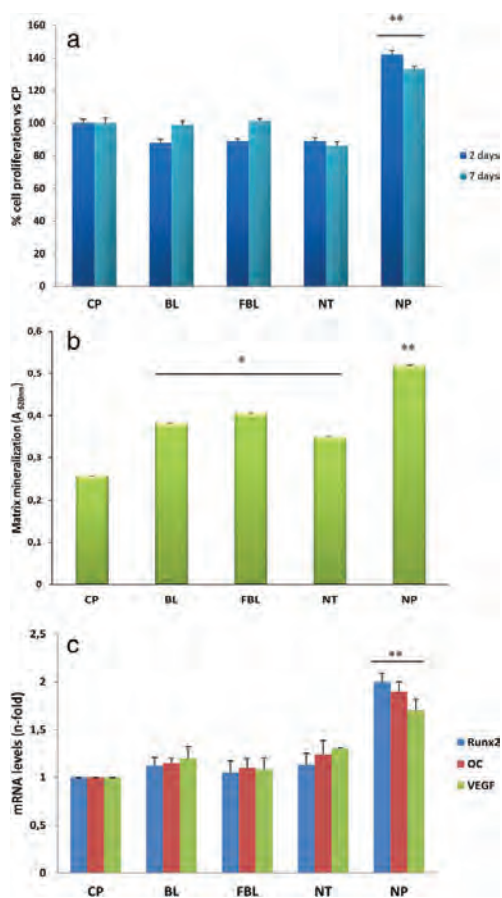 a
**
160
140
120
100
80
60
40
20
0
% cell proliferation vs CP
2 days
7 days
CP BL FBL NT NP
b
*
**
0,6
0,5
0,4
0,3
0,2
0,1
0
Matrix mineralization (A 620nm)
CP BL FBL NT NP
c
**
2,5
2
1,5
1
0,5
0
mRNA levels (n-fold)
Runx2
OC
VEGF
CP BL FBL NT NP